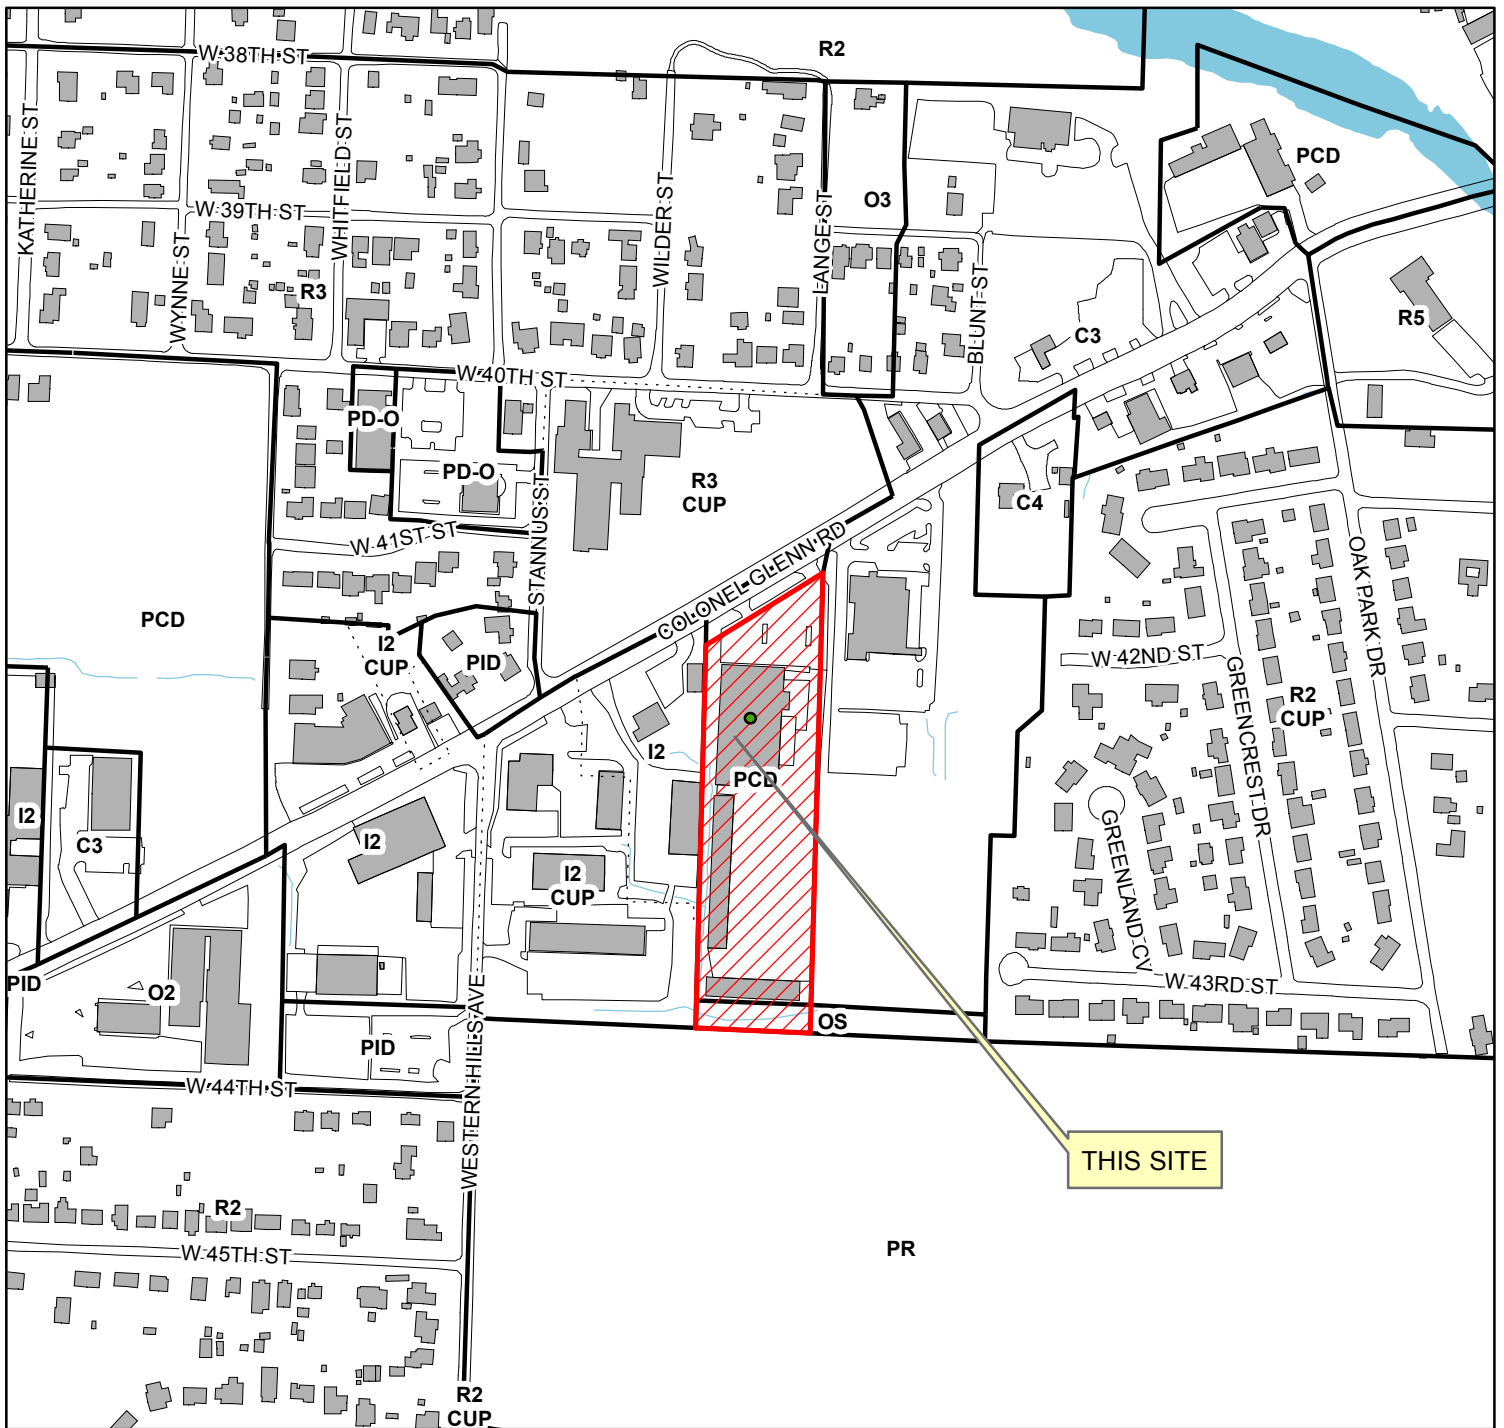 R2
W 38TH ST
KATHERINE ST
WHITFIELD ST
PCD
W 39TH ST
WILDER ST
LANGE ST
O3
WYNNE ST
R3
BLUNT ST
C3
R5
W 40TH ST
PD-O
PD-O
R3
CUP
C4
W 41ST ST
STANNUS ST
COLONEL GLENN RD
OAK PARK DR
PCD
I2
CUP
PID
W 42ND ST
GREENCREST DR
R2
CUP
I2
PCD
I2
C3
I2
I2
CUP
GREENLAND CV
PID
O2
W 43RD ST
OS
PID
WESTERN HILLS AVE
W 44TH ST
THIS SITE
R2
W 45TH ST
PR
R2
CUP